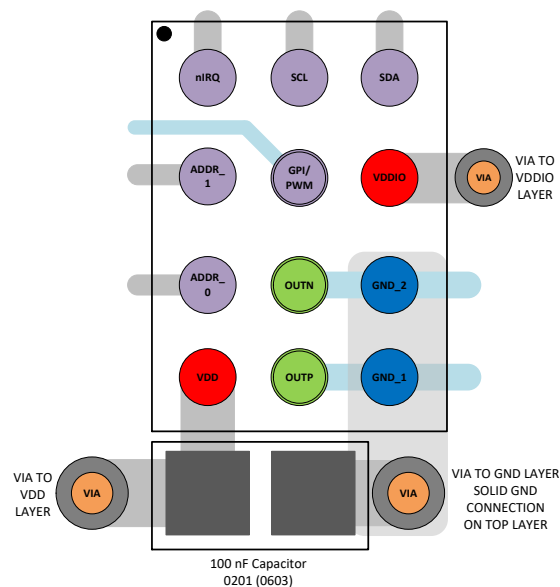 nIRQ
SCL
SDA
ADDR_
1
GPI/
PWM
VDDIO
VIA
VIA TO
VDDIO
LAYER
ADDR_
0
OUTN
GND_2
VDD
OUTP
GND_1
VIA TO
VDD
LAYER
VIA
VIA
VIA TO GND LAYER
SOLID GND
CONNECTION
ON TOP LAYER
100 nF Capacitor
0201 (0603)